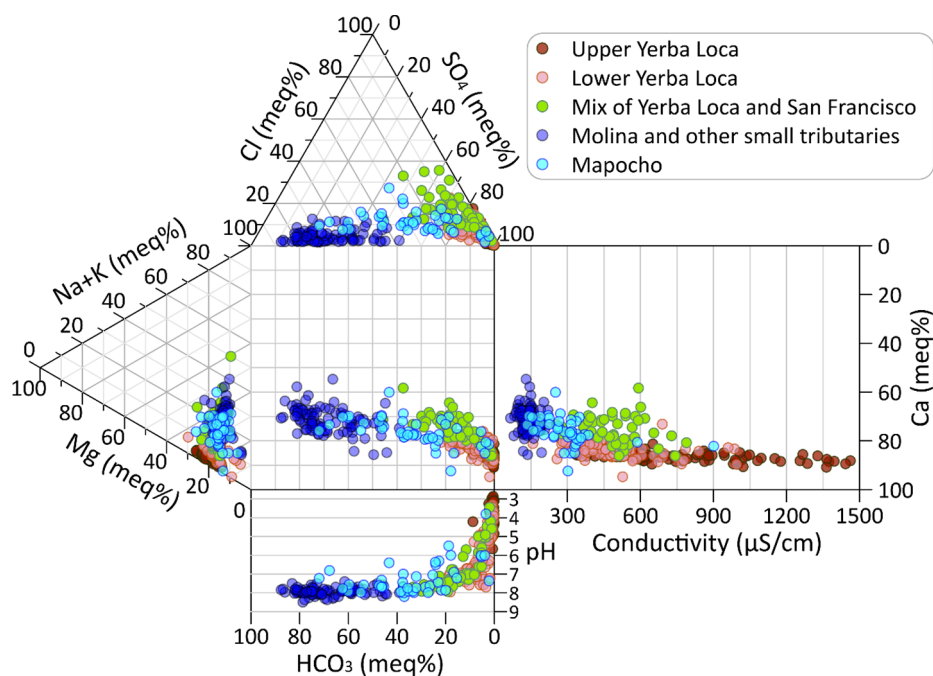 Upper Yerba Loca
Lower Yerba Loca
Mix of Yerba Loca and San Francisco
Molina and other small tributaries
Mapocho
Cl (meq%)
100
80
60
40
20
100
SO₄ (meq%)
0
20
40
60
80
100
Na+K (meq%)
0
20
40
60
80
100
Mg (meq%)
100
80
60
40
20
0
Ca (meq%)
0
20
40
60
80
100
300 600 900 1200 1500
Conductivity (µS/cm)
3
4
5
6
7
8
9
pH
100 80 60 40 20 0
HCO₃ (meq%)